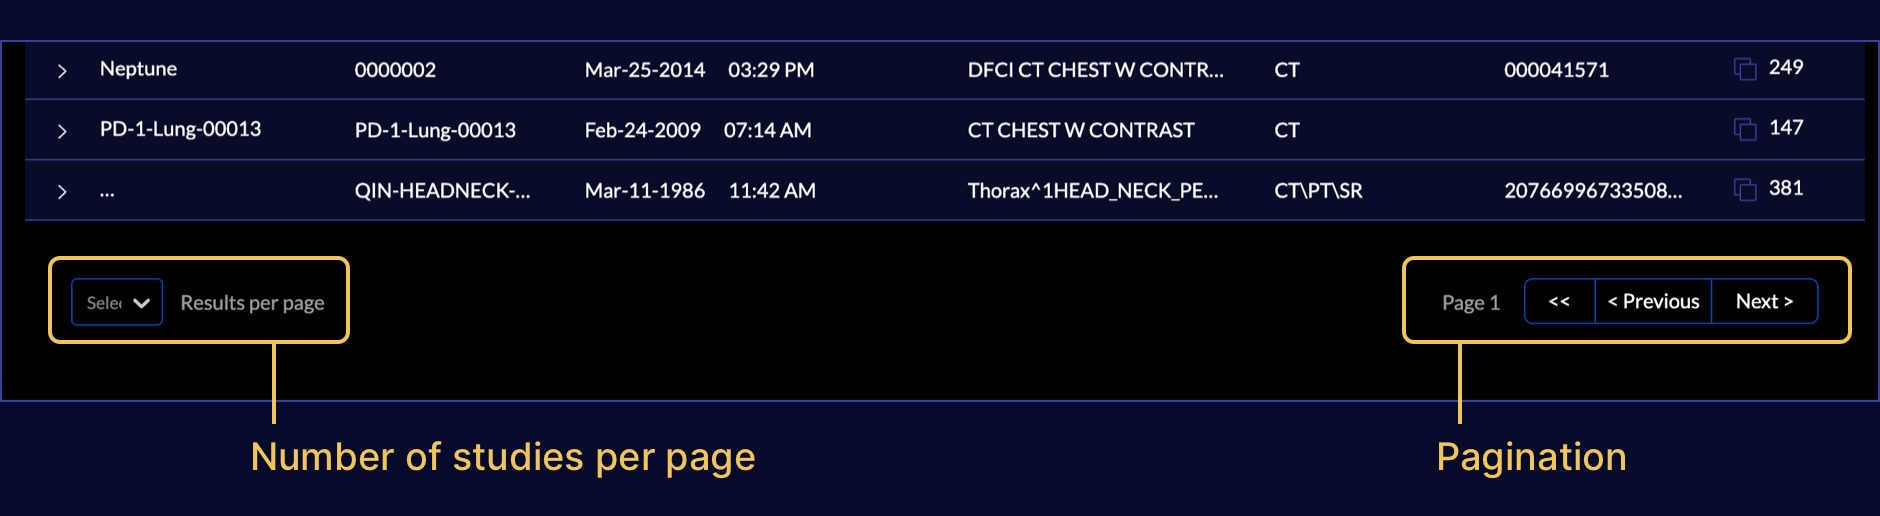 > Neptune 0000002 Mar-25-2014 03:29 PM DFCI CT CHEST W CONTR... CT 000041571 249
> PD-1-Lung-00013 PD-1-Lung-00013 Feb-24-2009 07:14 AM CT CHEST W CONTRAST CT 147
> ... QIN-HEADNECK-... Mar-11-1986 11:42 AM Thorax^1HEAD_NECK_PE... CT\PT\SR 20766996733508... 381
Selec Results per page Page 1 << < Previous Next >
Number of studies per page Pagination